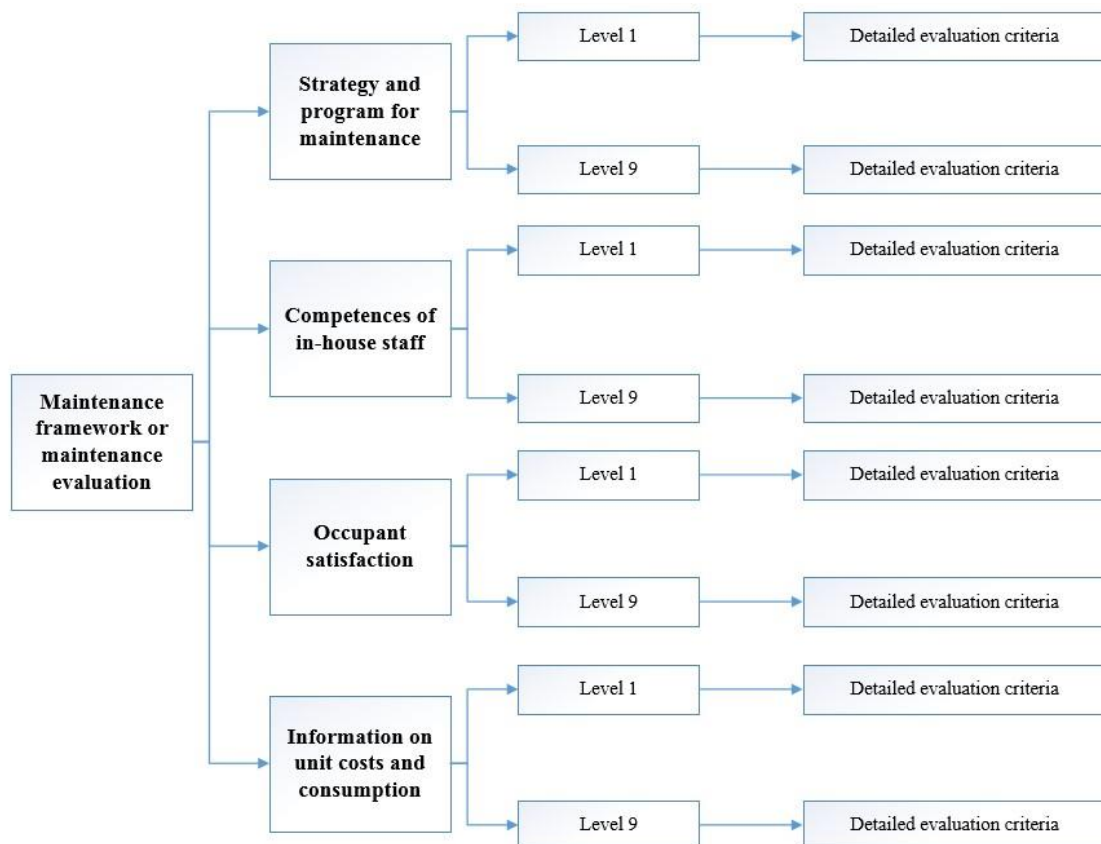 Maintenance
framework or
maintenance
evaluation
Strategy and
program for
maintenance
Level 1
Detailed evaluation criteria
Level 9
Detailed evaluation criteria
Competences of
in-house staff
Level 1
Detailed evaluation criteria
Level 9
Detailed evaluation criteria
Occupant
satisfaction
Level 1
Detailed evaluation criteria
Level 9
Detailed evaluation criteria
Information on
unit costs and
consumption
Level 1
Detailed evaluation criteria
Level 9
Detailed evaluation criteria